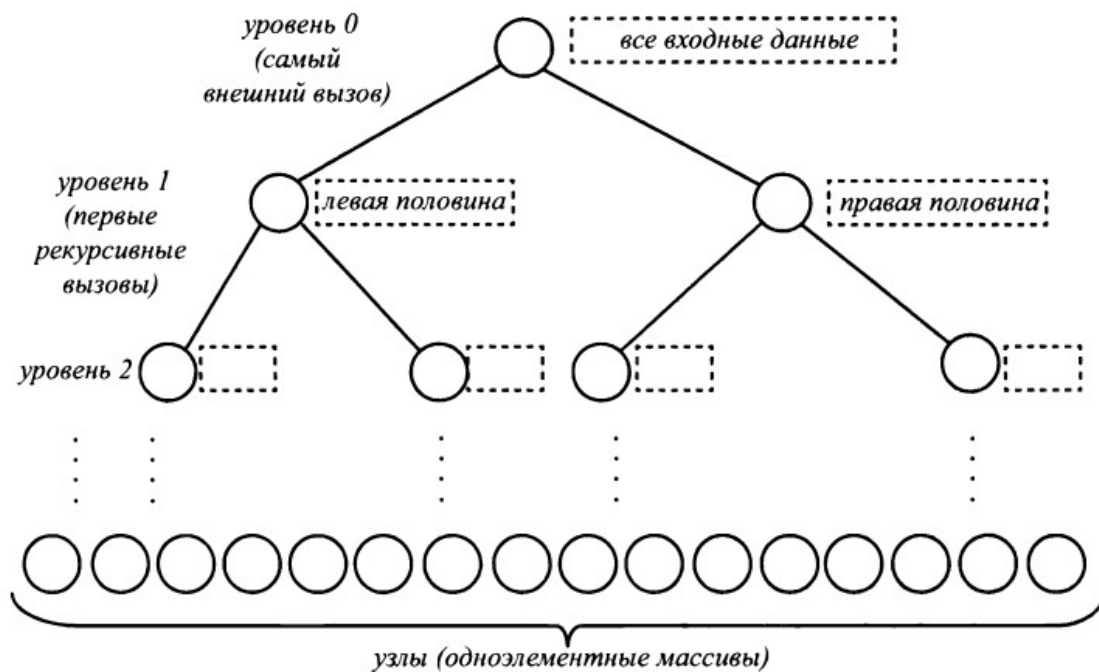 уровень 0
(самый
внешний вызов)
все входные данные
уровень 1
(первые
рекурсивные
вызовы)
левая половина
правая половина
уровень 2
узлы (одноэлементные массивы)